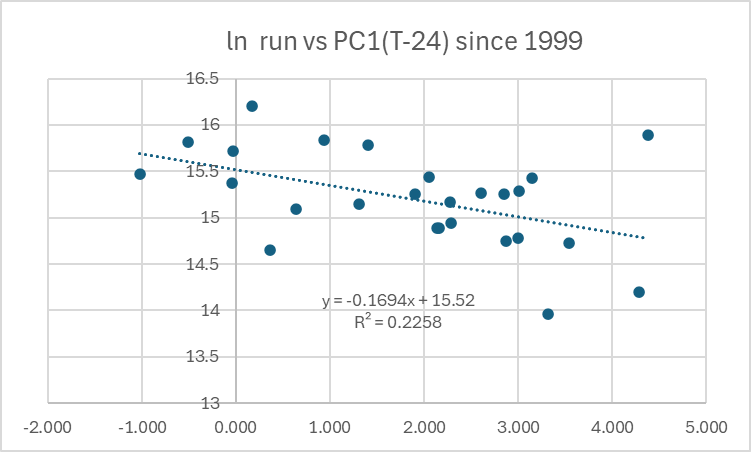 ln  run vs PC1(T-24) since 1999
16.5
16
15.5
15
14.5
14
13.5
13
y = -0.1694x + 15.52
R² = 0.2258
-2.000 -1.000 0.000 1.000 2.000 3.000 4.000 5.000